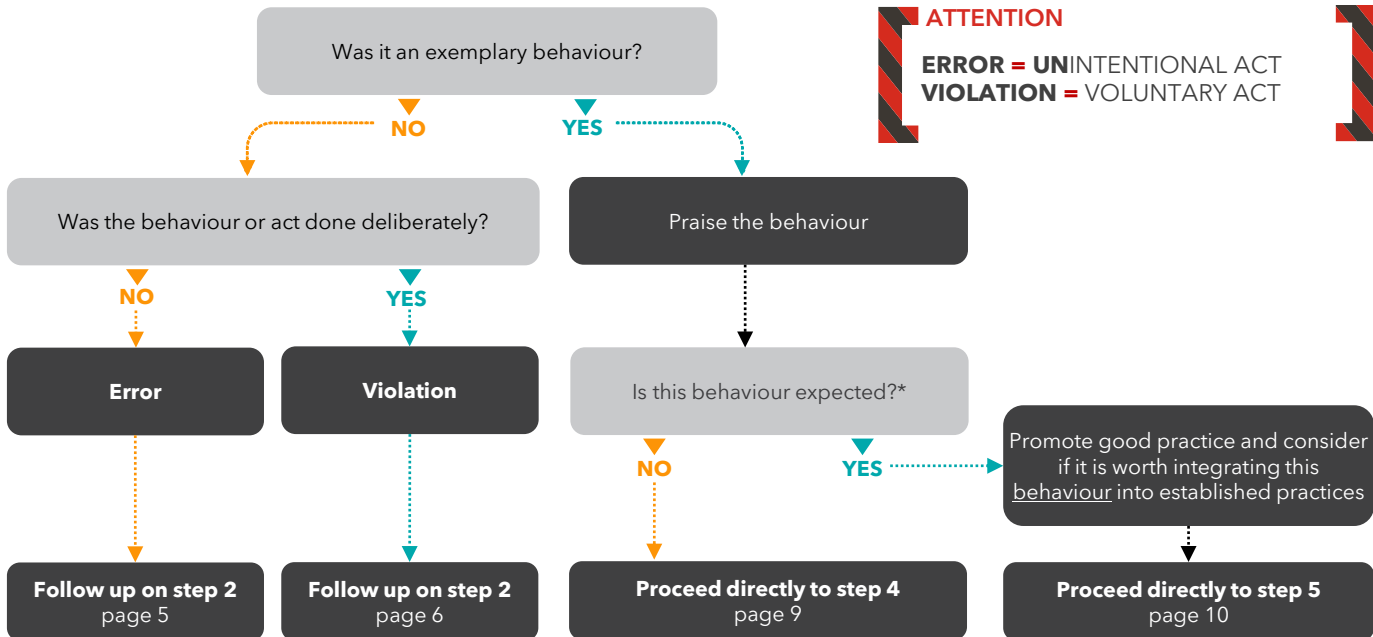 Was it an exemplary behaviour?
ATTENTION
ERROR = UNINTENTIONAL ACT
VIOLATION = VOLUNTARY ACT
NO
YES
Was the behaviour or act done deliberately?
Praise the behaviour
NO
YES
Error
Violation
Is this behaviour expected?*
NO
YES
Promote good practice and consider
if it is worth integrating this
behaviour into established practices
Follow up on step 2
page 5
Follow up on step 2
page 6
Proceed directly to step 4
page 9
Proceed directly to step 5
page 10